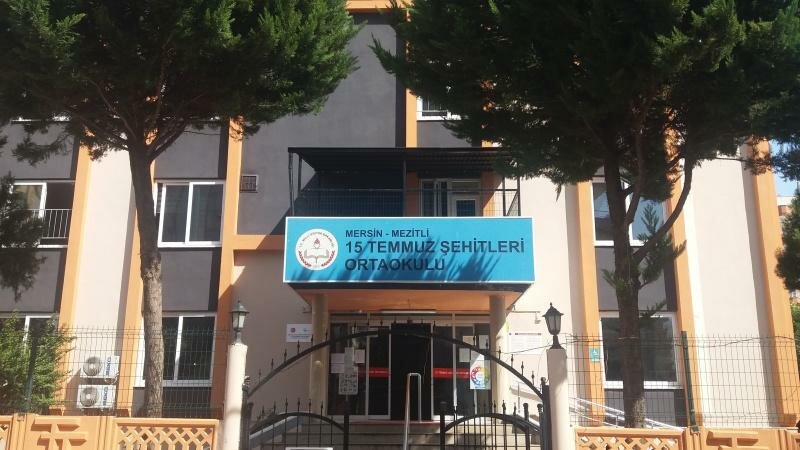 MERSİN - MEZİTLİ
15 TEMMUZ ŞEHİTLERİ
ORTAOKULU